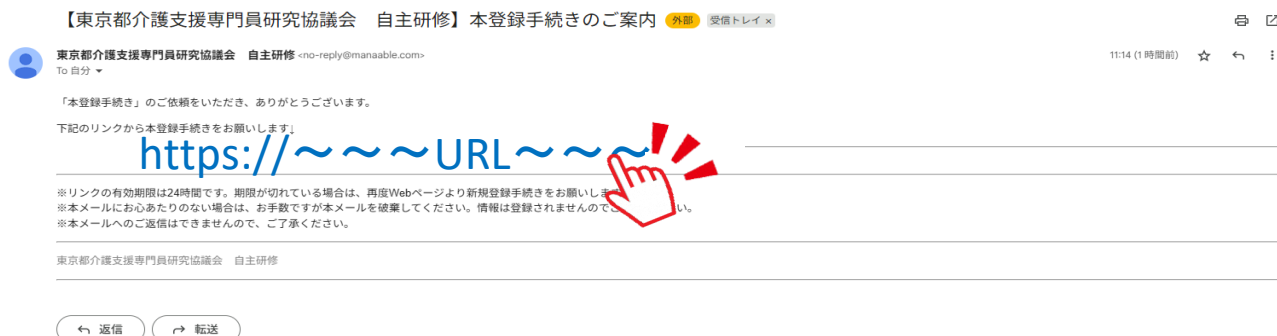 【東京都介護支援専門員研究協議会　自主研修】本登録手続きのご案内 外部 受信トレイ ×
東京都介護支援専門員研究協議会　自主研修 <no-reply@manaable.com>
11:14 (1 時間前)
To 自分
「本登録手続き」のご依頼をいただき、ありがとうございます。
下記のリンクから本登録手続きをお願いします↓
https://～～～URL～～～
※リンクの有効期限は24時間です。期限が切れている場合は、再度Webページより新規登録手続きをお願いしま
※本メールにお心あたりのない場合は、お手数ですが本メールを破棄してください。情報は登録されませんのでい。
※本メールへのご返信はできませんので、ご了承ください。
東京都介護支援専門員研究協議会　自主研修
返信 転送